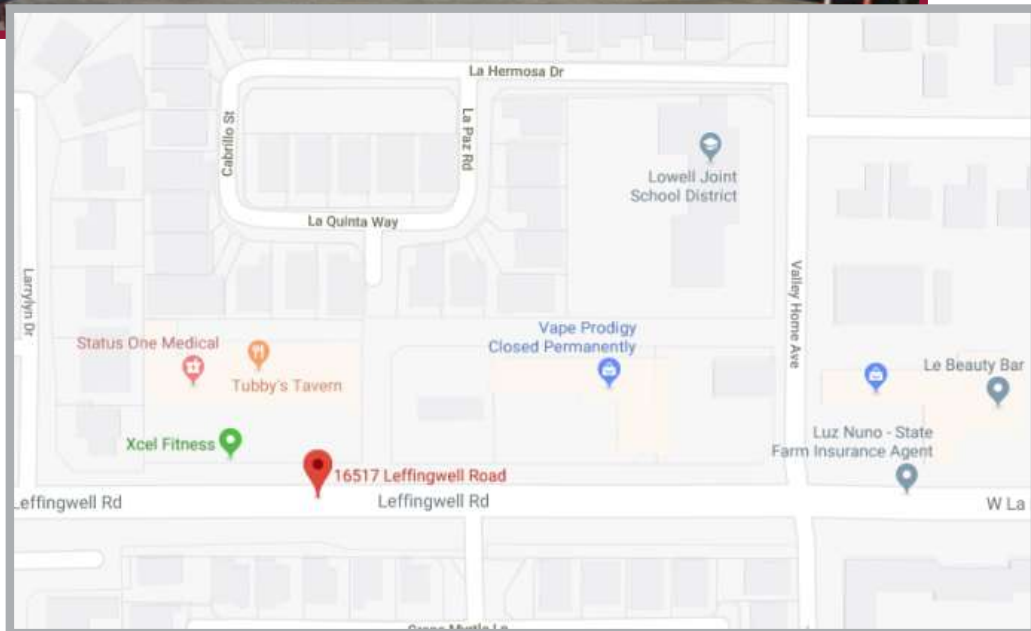 La Hermosa Dr
Cabrillo St
La Paz Rd
Lowell Joint
School District
La Quinta Way
Larrylyn Dr
Valley Home Ave
Status One Medical
Tubby's Tavern
Vape Prodigy
Closed Permanently
Le Beauty Bar
Xcel Fitness
Luz Nuno - State
Farm Insurance Agent
16517 Leffingwell Road
Leffingwell Rd
Leffingwell Rd
W La